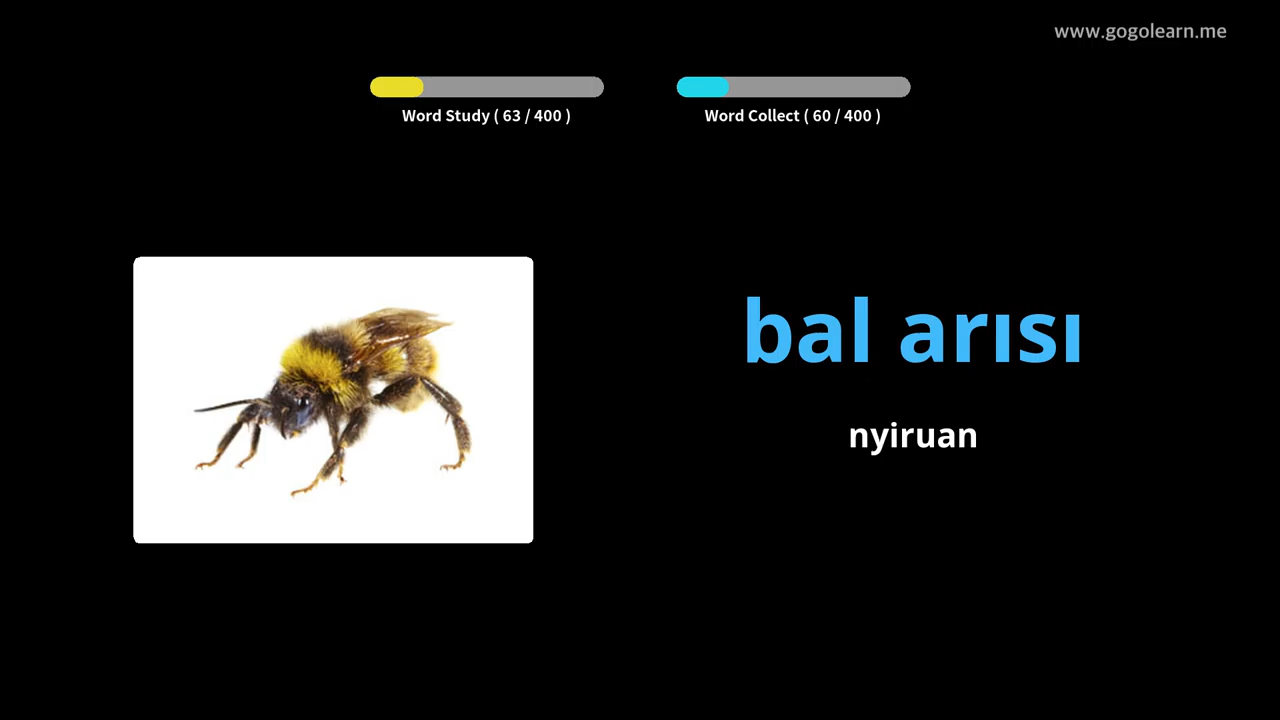 www.gogolearn.me
Word Study ( 63 / 400 )
Word Collect ( 60 / 400 )
bal arısı
nyiruan